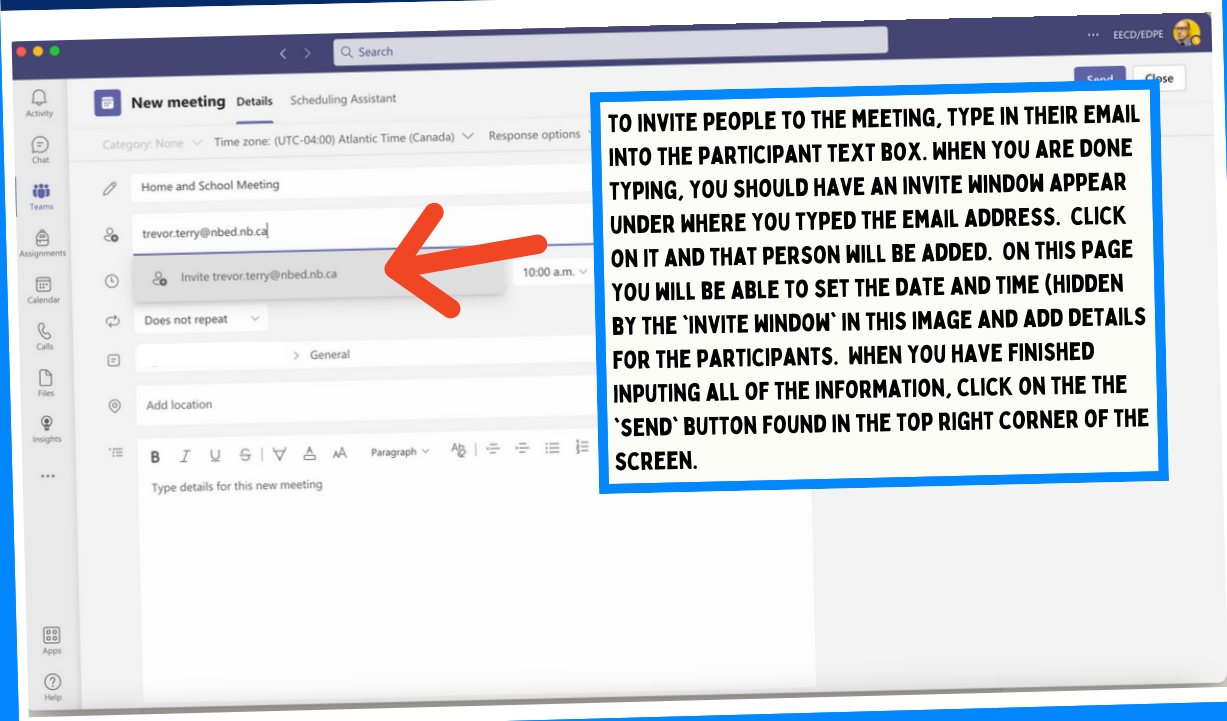 Search
EECD/EDPE
Activity
Chat
Teams
Assignments
Calendar
Calls
Files
Insights
Apps
Help
New meeting Details Scheduling Assistant
Send Close
Category: None Time zone: (UTC-04:00) Atlantic Time (Canada) Response options
Home and School Meeting
trevor.terry@nbed.nb.ca
Invite trevor.terry@nbed.nb.ca
10:00 a.m.
Does not repeat
> General
Add location
B I U S A AA Paragraph
Type details for this new meeting
TO INVITE PEOPLE TO THE MEETING, TYPE IN THEIR EMAIL
INTO THE PARTICIPANT TEXT BOX. WHEN YOU ARE DONE
TYPING, YOU SHOULD HAVE AN INVITE WINDOW APPEAR
UNDER WHERE YOU TYPED THE EMAIL ADDRESS. CLICK
ON IT AND THAT PERSON WILL BE ADDED. ON THIS PAGE
YOU WILL BE ABLE TO SET THE DATE AND TIME (HIDDEN
BY THE `INVITE WINDOW` IN THIS IMAGE AND ADD DETAILS
FOR THE PARTICIPANTS. WHEN YOU HAVE FINISHED
INPUTING ALL OF THE INFORMATION, CLICK ON THE THE
`SEND` BUTTON FOUND IN THE TOP RIGHT CORNER OF THE
SCREEN.